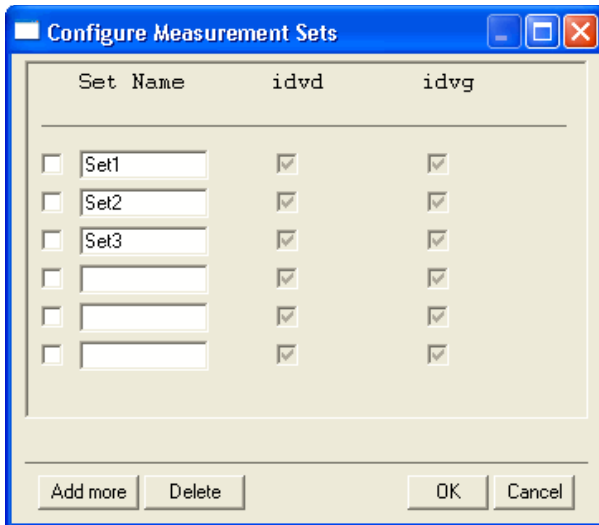 Configure Measurement Sets
Set Name idvd idvg
Set1
Set2
Set3
Add more Delete OK Cancel